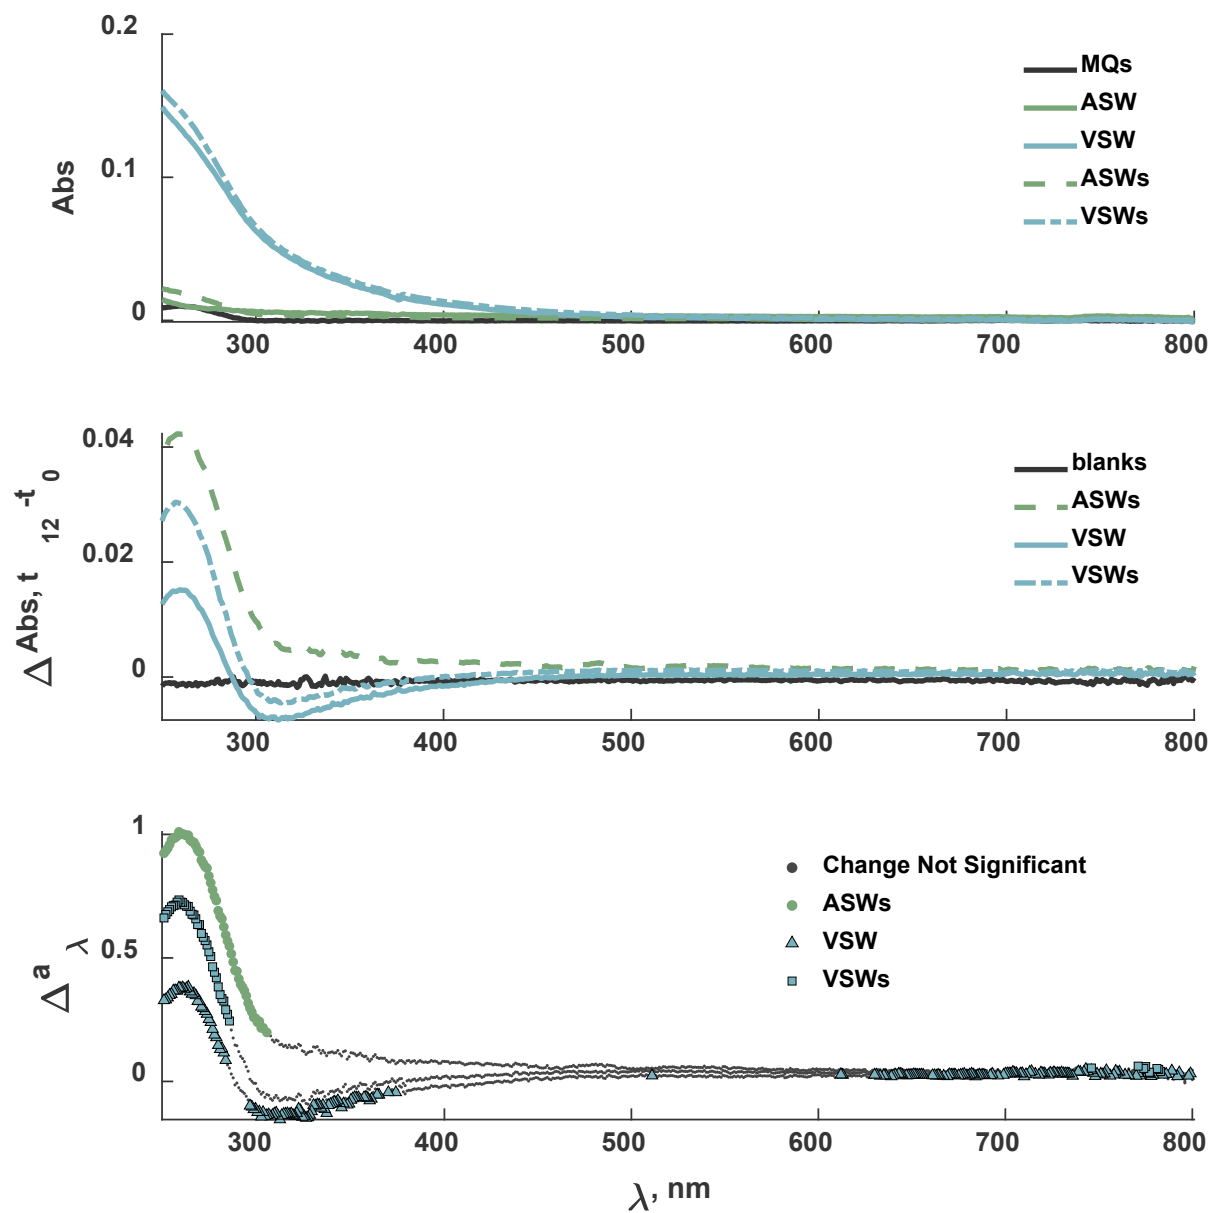 0.2
0.1
0
Abs
MQs
ASW
VSW
ASWs
VSWs
300 400 500 600 700 800
0.04
0.02
0
Δ Abs, t 12 -t 0
blanks
ASWs
VSW
VSWs
300 400 500 600 700 800
1
0.5
0
Δ a λ
Change Not Significant
ASWs
VSW
VSWs
300 400 500 600 700 800
λ, nm